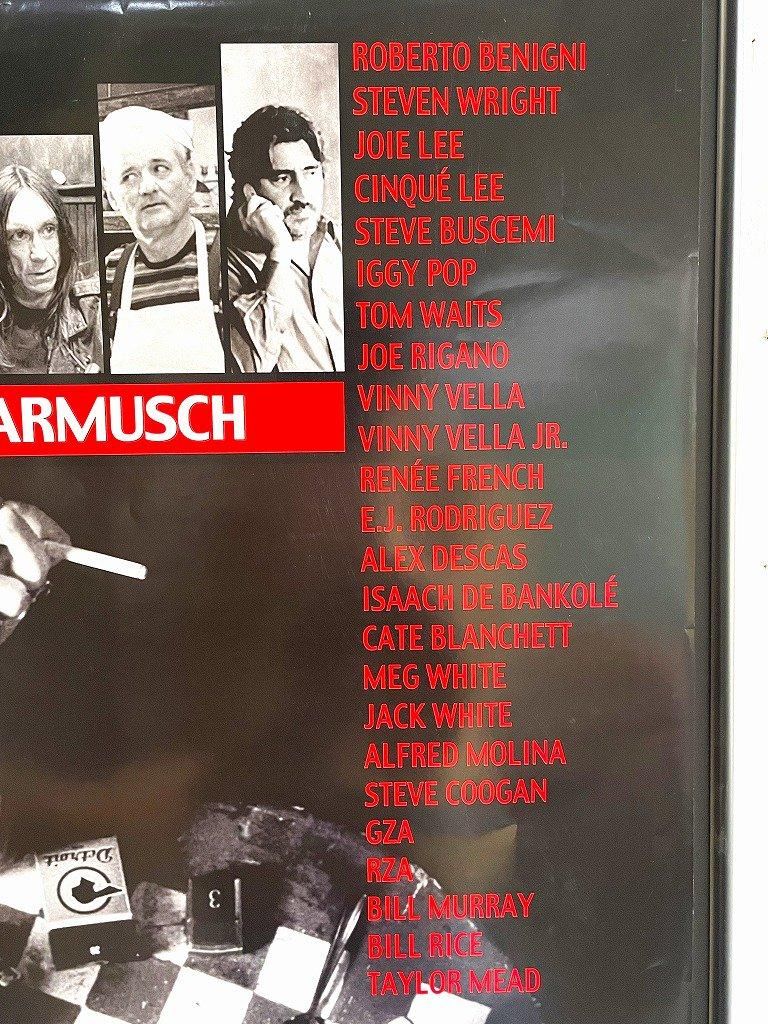 ROBERTO BENIGNI
STEVEN WRIGHT
JOIE LEE
CINQUÉ LEE
STEVE BUSCEMI
IGGY POP
TOM WAITS
JOE RIGANO
VINNY VELLA
VINNY VELLA JR.
RENÉE FRENCH
E.J. RODRIGUEZ
ALEX DESCAS
ISAACH DE BANKOLÉ
CATE BLANCHETT
MEG WHITE
JACK WHITE
ALFRED MOLINA
STEVE COOGAN
GZA
RZA
BILL MURRAY
BILL RICE
TAYLOR MEAD
ARMUSCH
Detroit
3